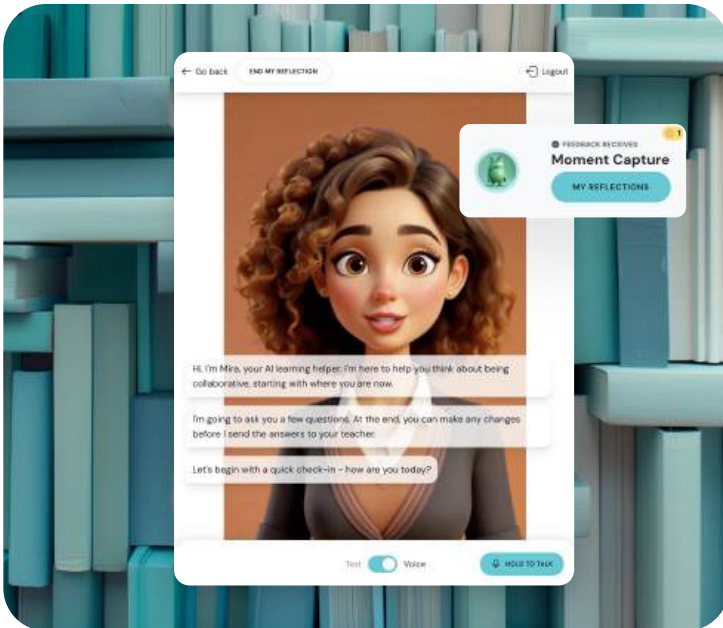 Go back
END MY REFLECTION
Logout
1
FEEDBACK RECEIVED
Moment Capture
MY REFLECTIONS
Hi, I'm Mira, your AI learning helper. I'm here to help you think about being
collaborative, starting with where you are now.
I'm going to ask you a few questions. At the end, you can make any changes
before I send the answers to your teacher.
Let's begin with a quick check-in - how are you today?
Text
Voice
HOLD TO TALK